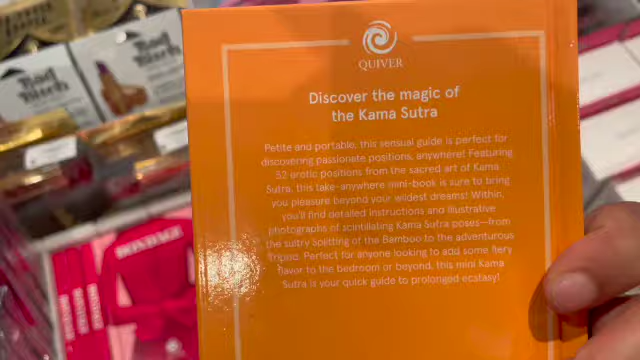 QUIVER
Discover the magic of
the Kama Sutra
Petite and portable, this sensual guide is perfect for
discovering passionate positions, anywhere! Featuring
52 erotic positions from the sacred art of Kama
Sutra, this take-anywhere mini-book is sure to bring
you pleasure beyond your wildest dreams! Within,
you'll find detailed instructions and illustrative
photographs of scintillating Kama Sutra poses—from
the sultry Splitting of the Bamboo to the adventurous
Tripod. Perfect for anyone looking to add some fiery
flavor to the bedroom or beyond, this mini Kama
Sutra is your quick guide to prolonged ecstasy!
Bad
Bitch
Bad
Bitch
BONDAGE